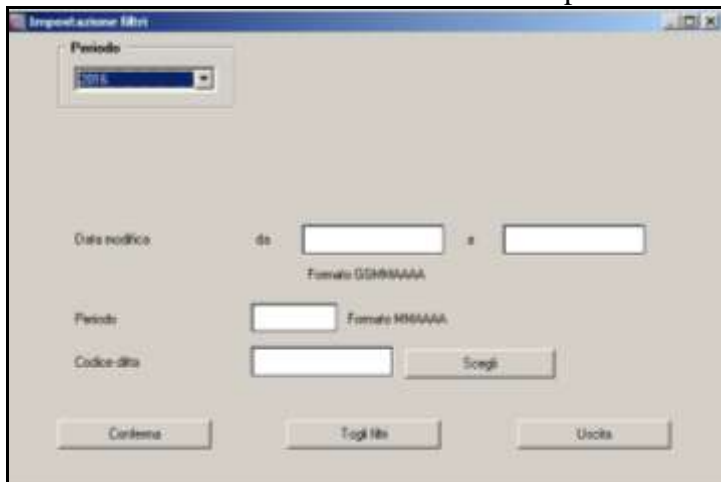 Impostazione filtri
Periodo
2016
Data modifica da a
Formato GGMMAAAA
Periodo Formato MMAAAA
Codice ditta Scegli
Conferma Togli filtri Uscita